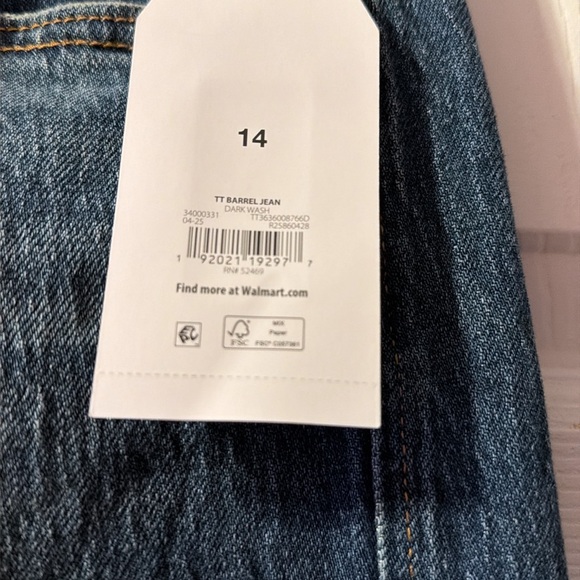 14
TT BARREL JEAN
DARK WASH
34000331 TT3636008766D
04-25 R25860428
1 92021 19297 7
RN# 52469
Find more at Walmart.com
FSC
MIX
Paper